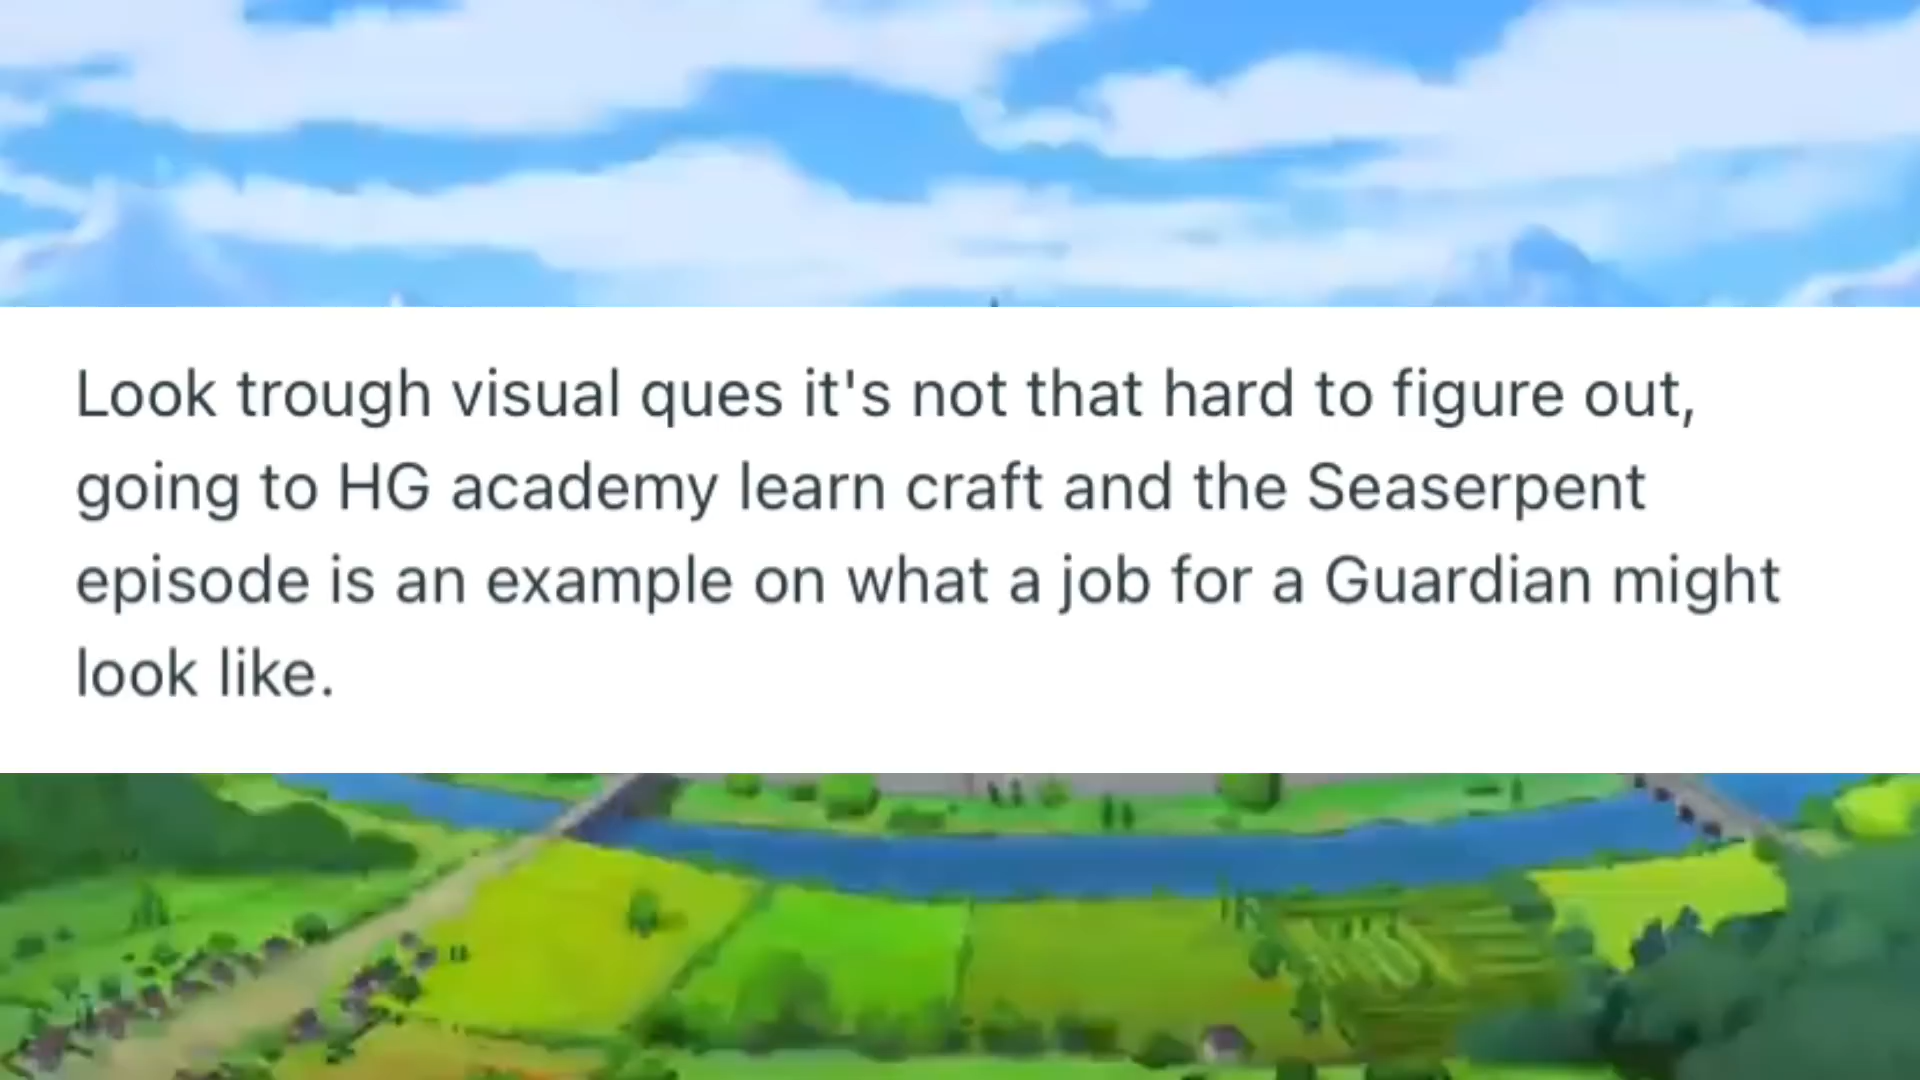 Look trough visual ques it's not that hard to figure out,
going to HG academy learn craft and the Seaserpent
episode is an example on what a job for a Guardian might
look like.